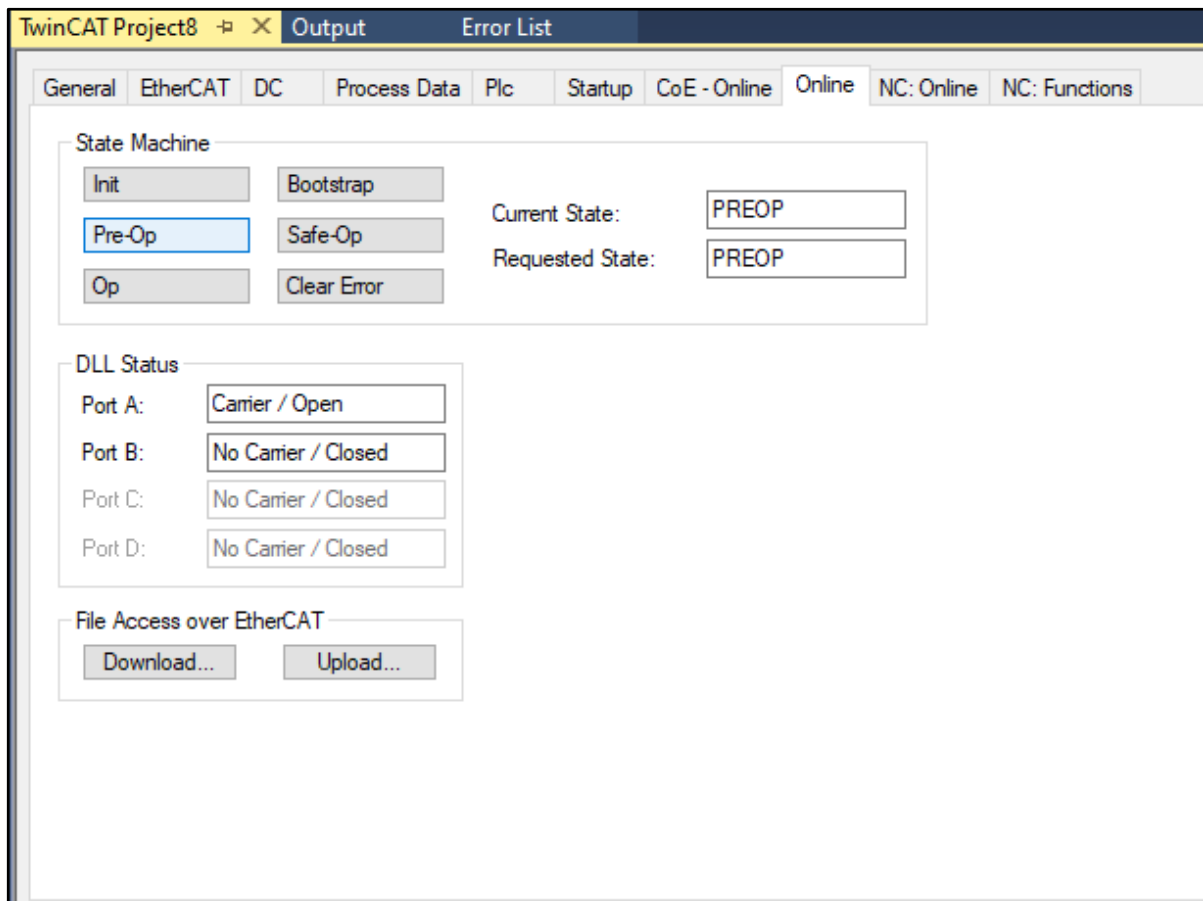 TwinCAT Project8 Output Error List
General EtherCAT DC Process Data Plc Startup CoE - Online Online NC: Online NC: Functions
State Machine
Init Bootstrap
Current State: PREOP
Pre-Op Safe-Op
Requested State: PREOP
Op Clear Error
DLL Status
Port A: Carrier / Open
Port B: No Carrier / Closed
Port C: No Carrier / Closed
Port D: No Carrier / Closed
File Access over EtherCAT
Download... Upload...